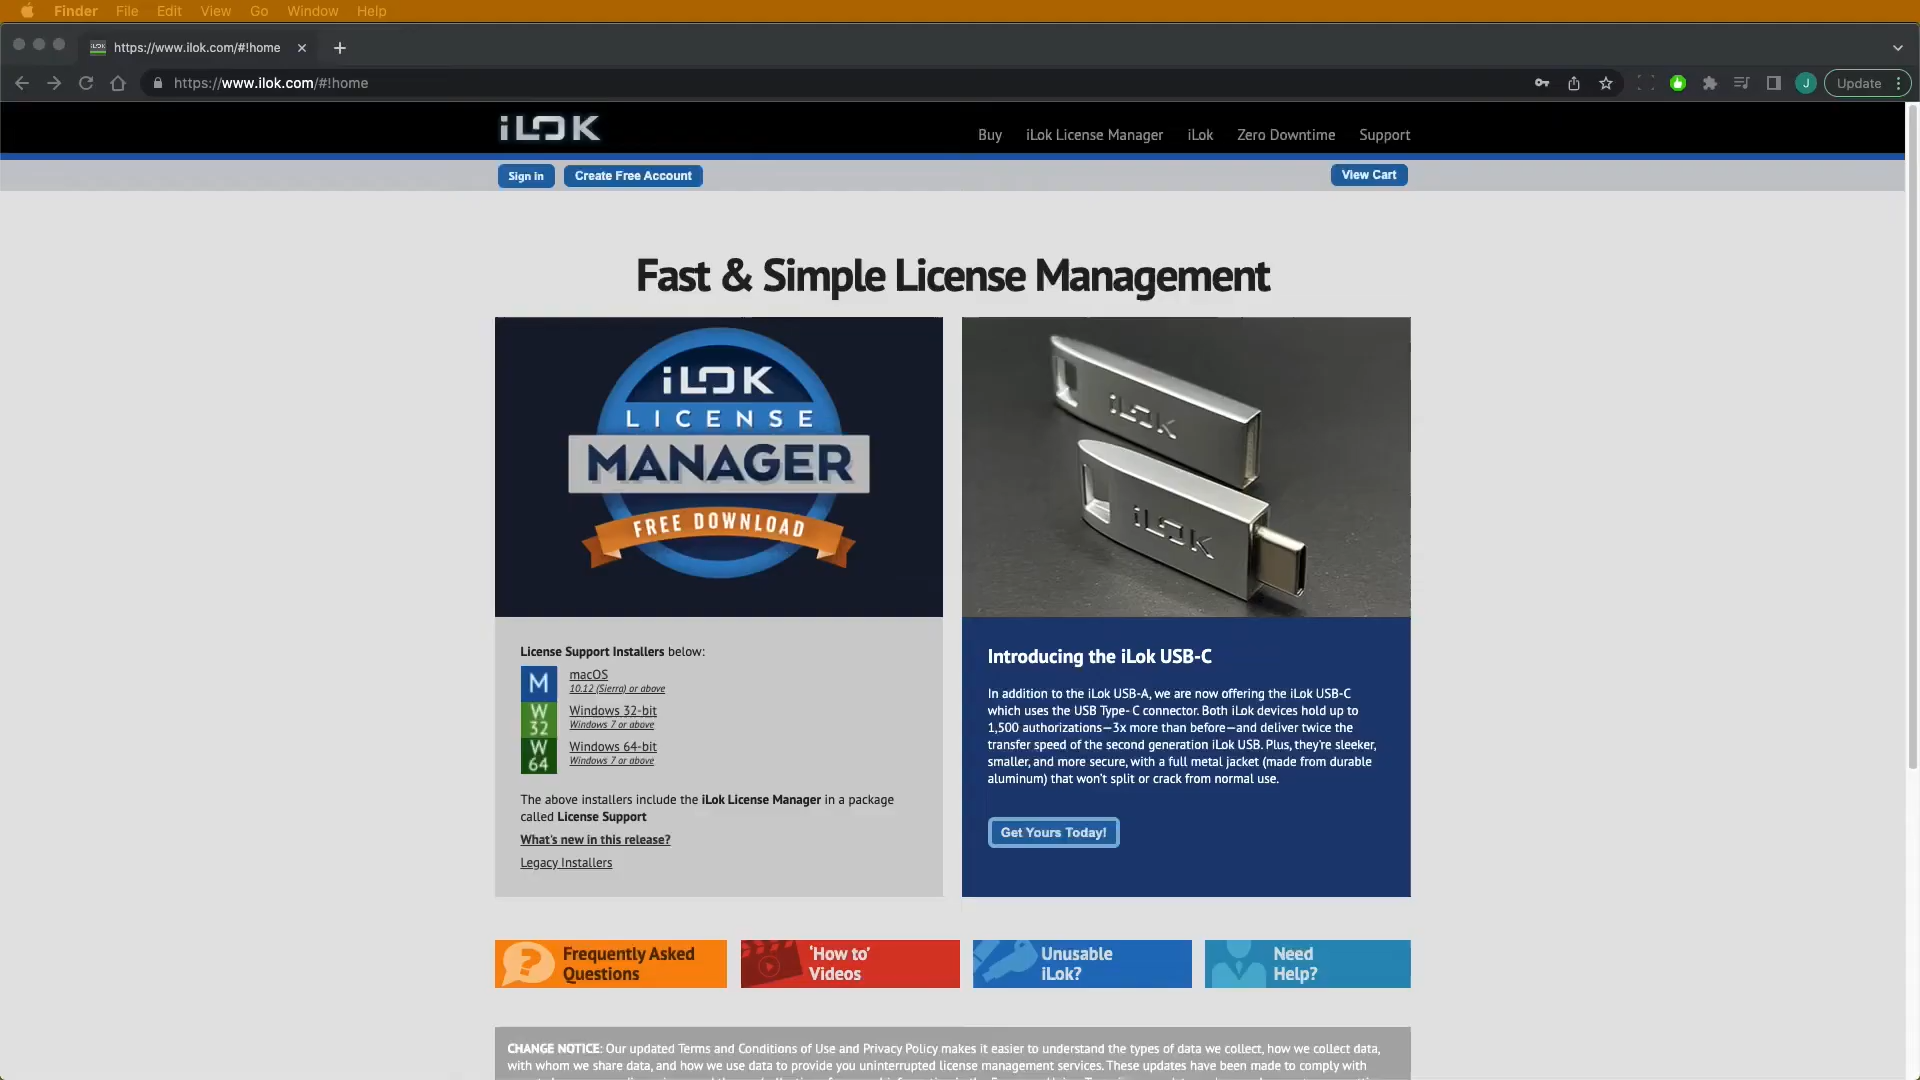 Finder File Edit View Go Window Help
https://www.ilok.com/#!home
https://www.ilok.com/#!home
J
Update
iLOK
Buy iLok License Manager iLok Zero Downtime Support
Sign In Create Free Account View Cart
Fast & Simple License Management
iLOK
LICENSE
MANAGER
FREE DOWNLOAD
iLOK
iLOK
License Support Installers below:
M macOS
10.12 (Sierra) or above
W 32 Windows 32-bit
Windows 7 or above
W 64 Windows 64-bit
Windows 7 or above
The above installers include the iLok License Manager in a package
called License Support
What's new in this release?
Legacy Installers
Introducing the iLok USB-C
In addition to the iLok USB-A, we are now offering the iLok USB-C
which uses the USB Type- C connector. Both iLok devices hold up to
1,500 authorizations—3x more than before—and deliver twice the
transfer speed of the second generation iLok USB. Plus, they're sleeker,
smaller, and more secure, with a full metal jacket (made from durable
aluminum) that won't split or crack from normal use.
Get Yours Today!
Frequently Asked
Questions
'How to'
Videos
Unusable
iLok?
Need
Help?
CHANGE NOTICE: Our updated Terms and Conditions of Use and Privacy Policy makes it easier to understand the types of data we collect, how we collect data,
with whom we share data, and how we use data to provide you uninterrupted license management services. These updates have been made to comply with